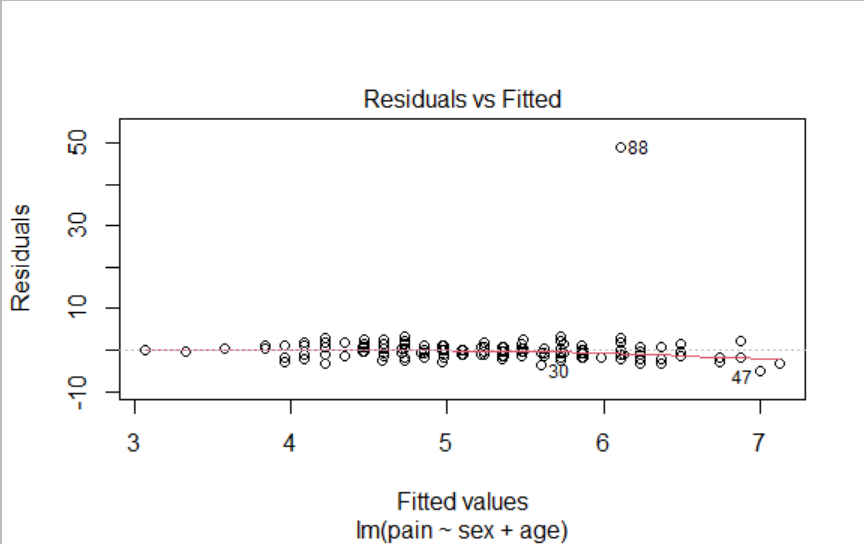 Residuals vs Fitted
Residuals
50
30
10
-10
88
30
47
3 4 5 6 7
Fitted values
lm(pain ~ sex + age)